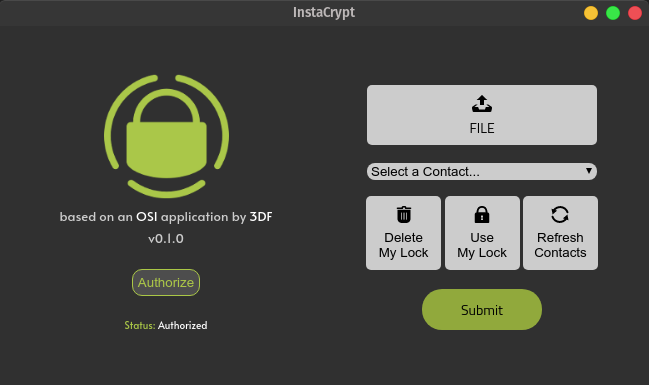 InstaCrypt
based on an OSI application by 3DF
v0.1.0
Authorize
Status: Authorized
FILE
Select a Contact...
Delete
My Lock
Use
My Lock
Refresh
Contacts
Submit